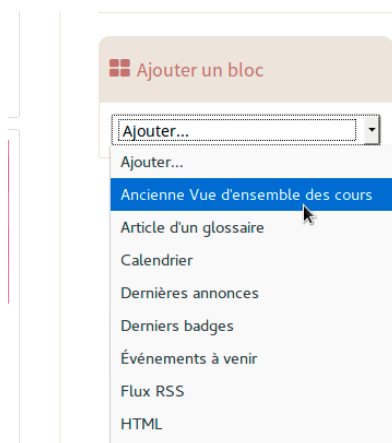 Ajouter un bloc
Ajouter...
Ajouter...
Ancienne Vue d'ensemble des cours
Article d'un glossaire
Calendrier
Dernières annonces
Derniers badges
Événements à venir
Flux RSS
HTML